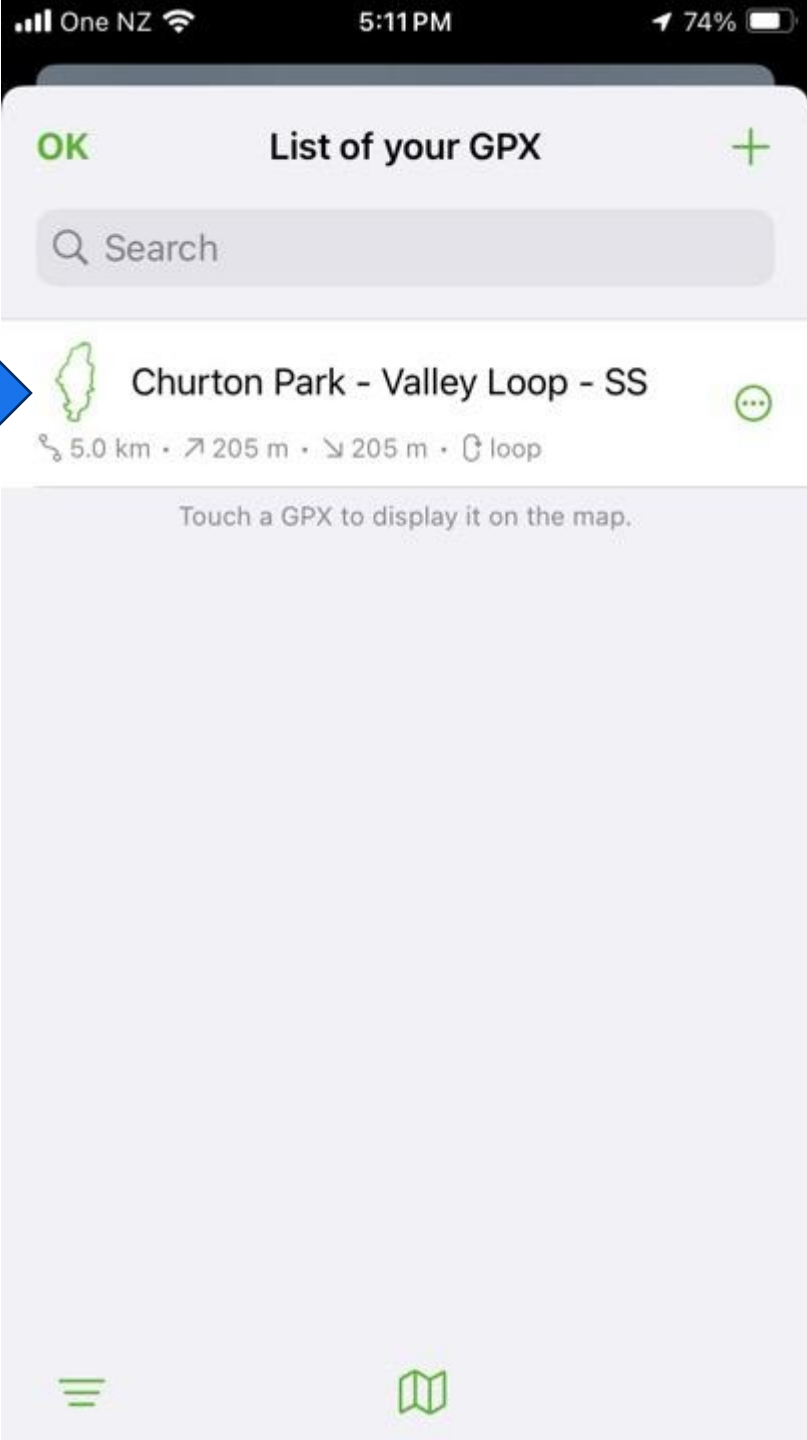 One NZ 5:11 PM 74%
OK List of your GPX +
Search
Churton Park - Valley Loop - SS
5.0 km · ↗ 205 m · ↘ 205 m · loop
Touch a GPX to display it on the map.